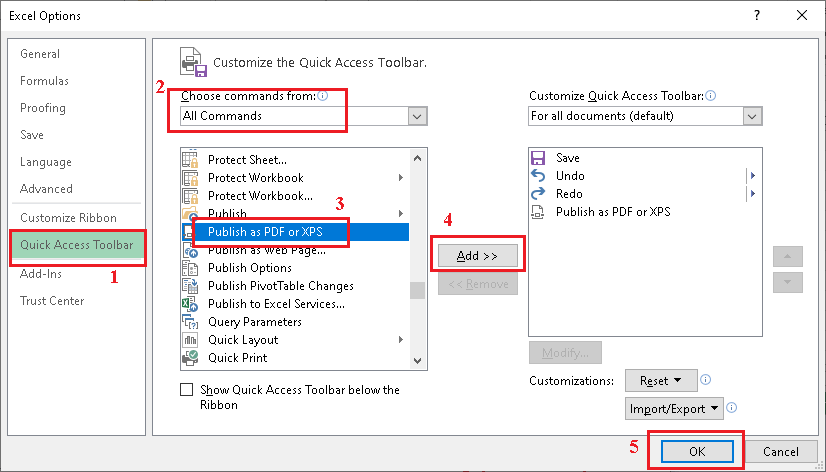 Excel Options
?
General
Formulas
Proofing
Save
Language
Advanced
Customize Ribbon
Quick Access Toolbar
1
Add-Ins
Trust Center
Customize the Quick Access Toolbar.
2
Choose commands from:
All Commands
Protect Sheet...
Protect Workbook
Protect Workbook...
Publish
3
Publish as PDF or XPS
Publish as Web Page...
Publish Options
Publish PivotTable Changes
Publish to Excel Services...
Query Parameters
Quick Layout
Quick Print
Show Quick Access Toolbar below the
Ribbon
4
Add >>
<< Remove
Customize Quick Access Toolbar:
For all documents (default)
Save
Undo
Redo
Publish as PDF or XPS
Modify...
Customizations:
Reset
Import/Export
5
OK
Cancel